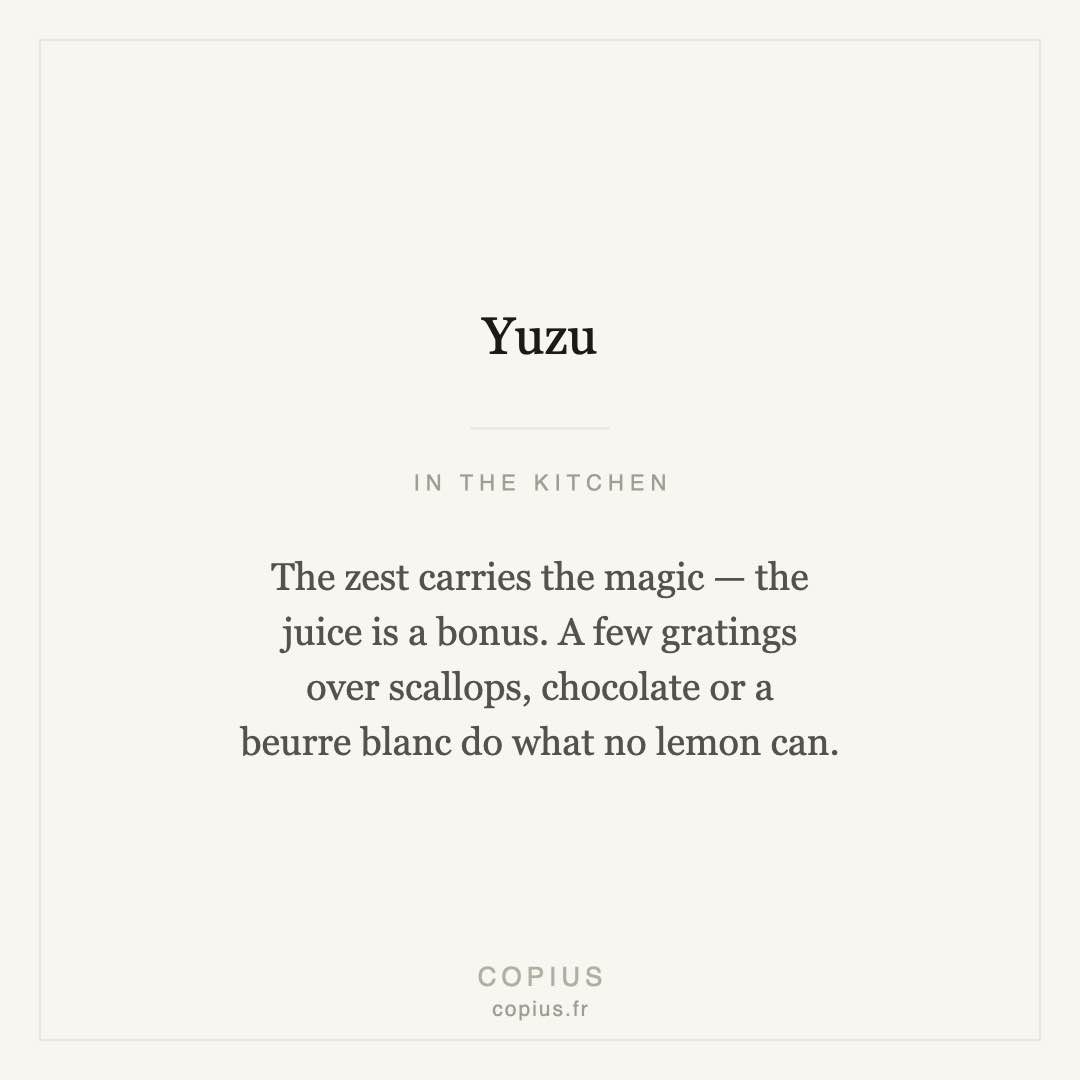 Yuzu
IN THE KITCHEN
The zest carries the magic — the
juice is a bonus. A few gratings
over scallops, chocolate or a
beurre blanc do what no lemon can.
COPIUS
copius.fr